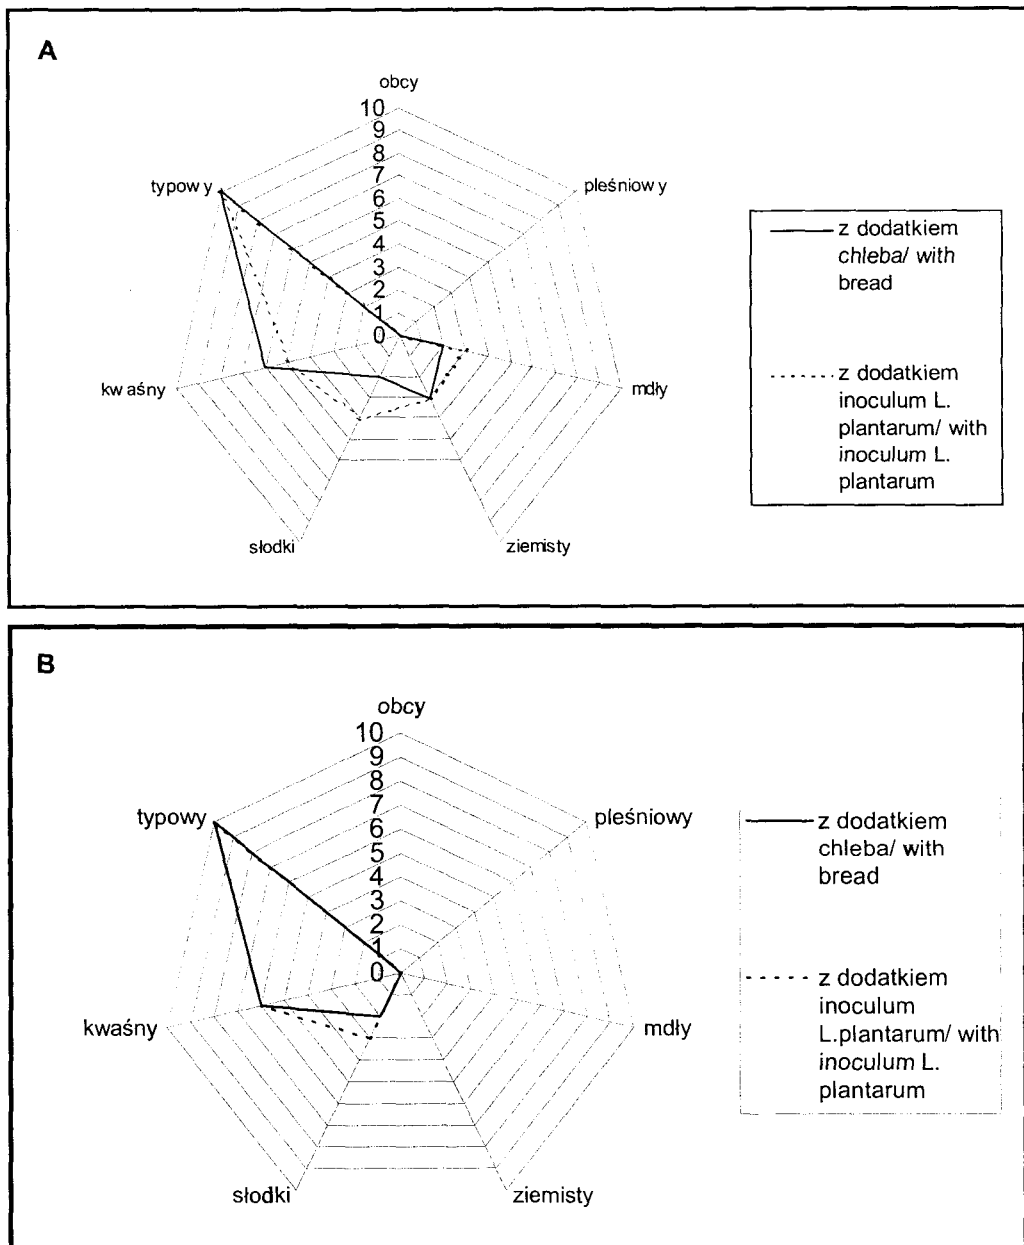 A
obcy
10
9
8
7
6
5
4
3
2
1
0
typowy
pleśniowy
kwaśny
mdły
słodki
ziemisty
z dodatkiem
chleba/ with
bread
z dodatkiem
inoculum L.
plantarum/ with
inoculum L.
plantarum
B
obcy
10
9
8
7
6
5
4
3
2
1
0
typowy
pleśniowy
kwaśny
mdły
słodki
ziemisty
z dodatkiem
chleba/ with
bread
z dodatkiem
inoculum
L.plantarum/ with
inoculum L.
plantarum